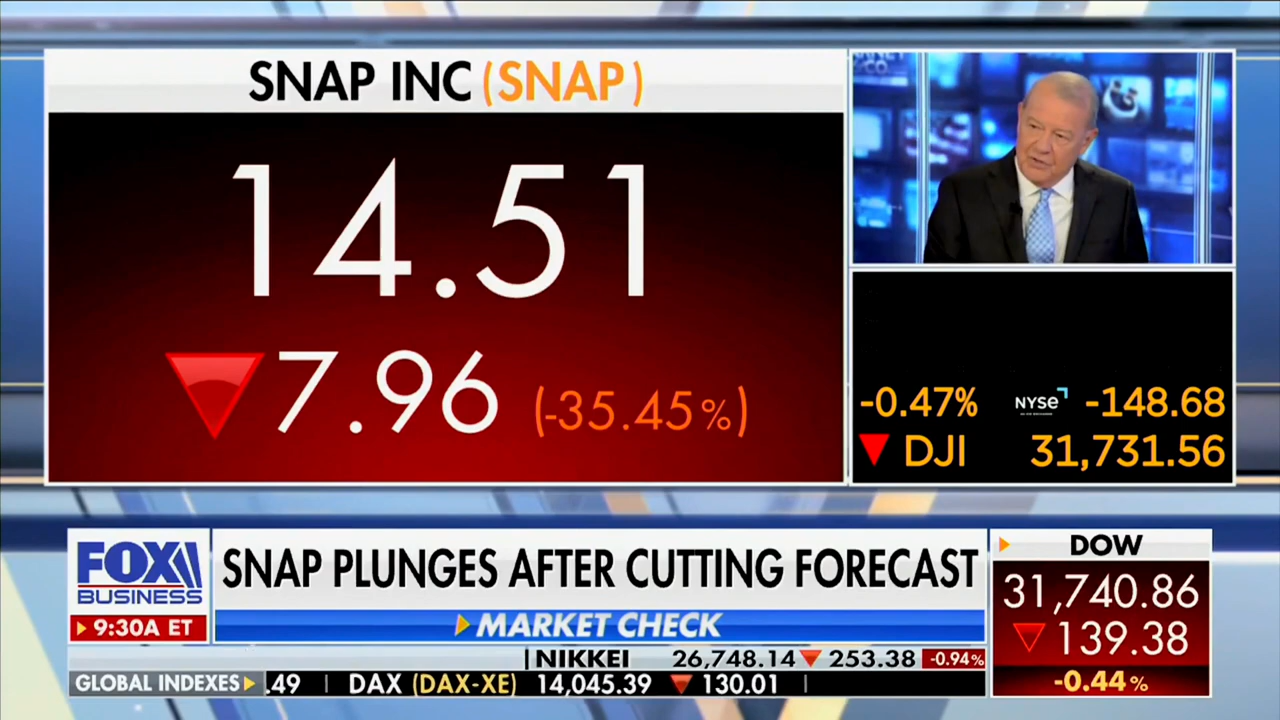 SNAP INC (SNAP)
14.51
▼7.96 (-35.45%)
& CO
-0.47% NYSE -148.68
▼ DJI 31,731.56
FOX
BUSINESS
9:30A ET
SNAP PLUNGES AFTER CUTTING FORECAST
MARKET CHECK
DOW
31,740.86
▼ 139.38
-0.44%
NIKKEI 26,748.14 ▼ 253.38 -0.94%
GLOBAL INDEXES .49 | DAX (DAX-XE) 14,045.39 ▼ 130.01 |